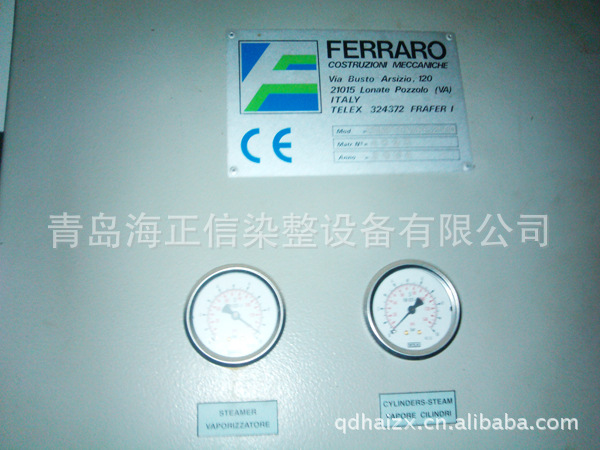 FERRARO
COSTRUZIONI MECCANICHE
Via Busto Arsizio, 120
21015 Lonate Pozzolo (VA)
ITALY
TELEX 324372 FRAFER I
Mod.
Matr. N°
Anno
CE
青岛海正信染整设备有限公司
STEAMER
VAPORIZZATORE
CYLINDERS-STEAM
VAPORE CILINDRI
qdhaizx.cn.alibaba.com